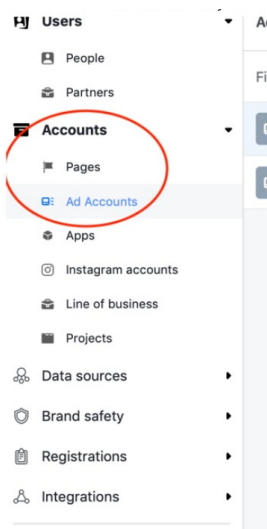 Users
People
Partners
Accounts
Pages
Ad Accounts
Apps
Instagram accounts
Line of business
Projects
Data sources
Brand safety
Registrations
Integrations